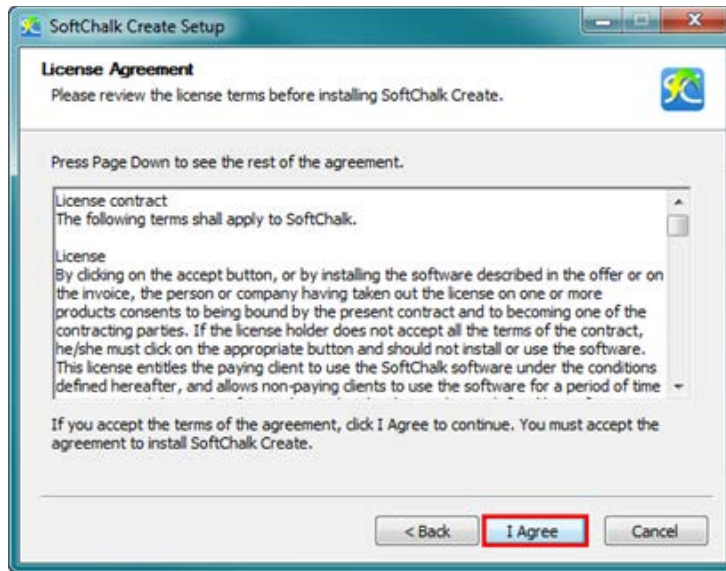 SoftChalk Create Setup
License Agreement
Please review the license terms before installing SoftChalk Create.
Press Page Down to see the rest of the agreement.
License contract
The following terms shall apply to SoftChalk.
License
By clicking on the accept button, or by installing the software described in the offer or on
the invoice, the person or company having taken out the license on one or more
products consents to being bound by the present contract and to becoming one of the
contracting parties. If the license holder does not accept all the terms of the contract,
he/she must click on the appropriate button and should not install or use the software.
This license entitles the paying client to use the SoftChalk software under the conditions
defined hereafter, and allows non-paying clients to use the software for a period of time
If you accept the terms of the agreement, click I Agree to continue. You must accept the
agreement to install SoftChalk Create.
< Back I Agree Cancel